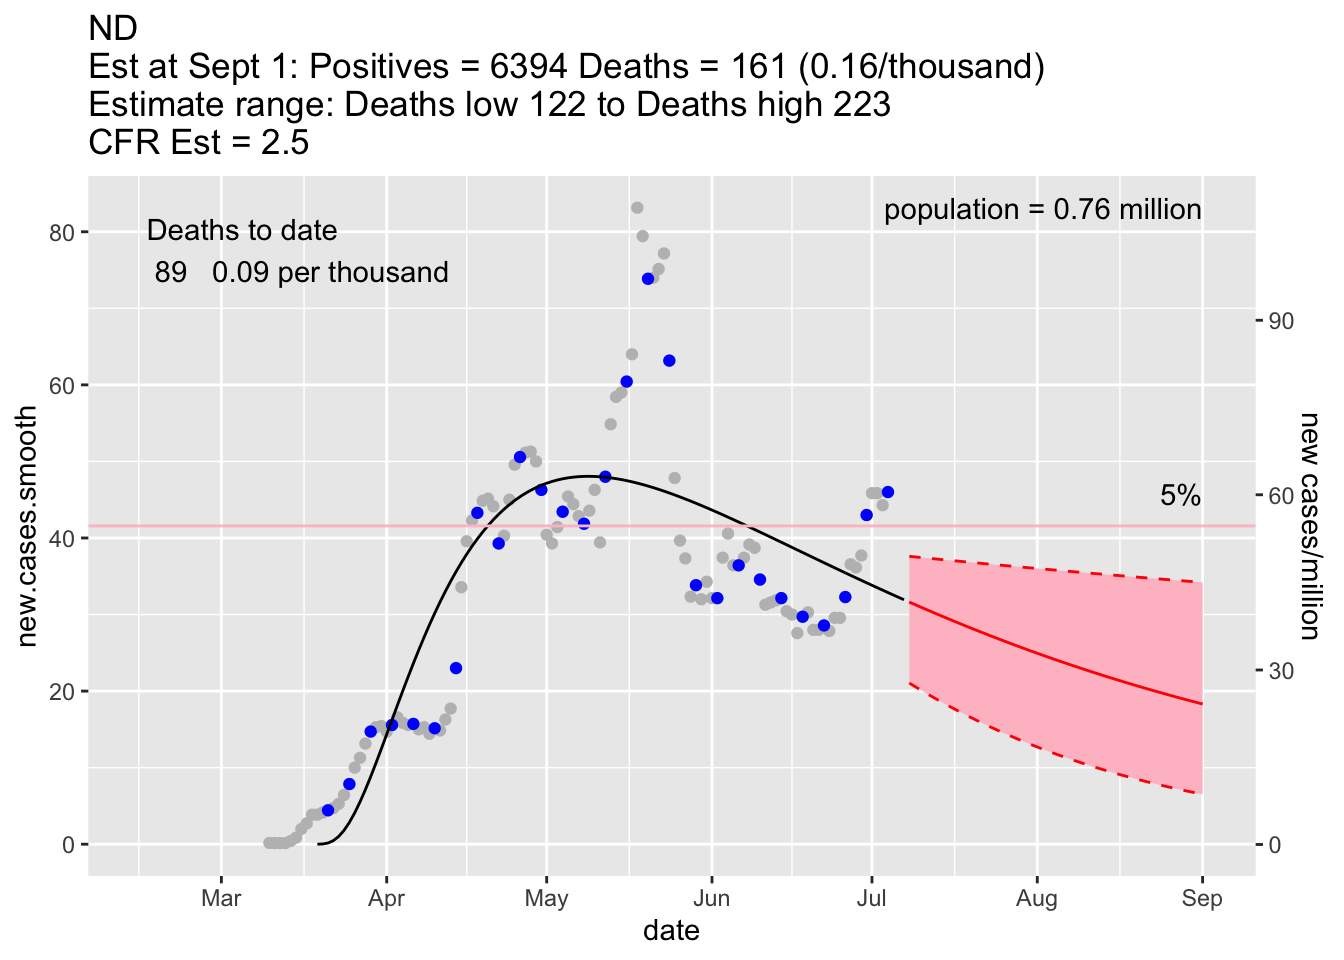 ND
Est at Sept 1: Positives = 6394 Deaths = 161 (0.16/thousand)
Estimate range: Deaths low 122 to Deaths high 223
CFR Est = 2.5
Deaths to date
89 0.09 per thousand
population = 0.76 million
5%
80
60
40
20
0
new.cases.smooth
90
60
30
0
new cases/million
Mar Apr May Jun Jul Aug Sep
date